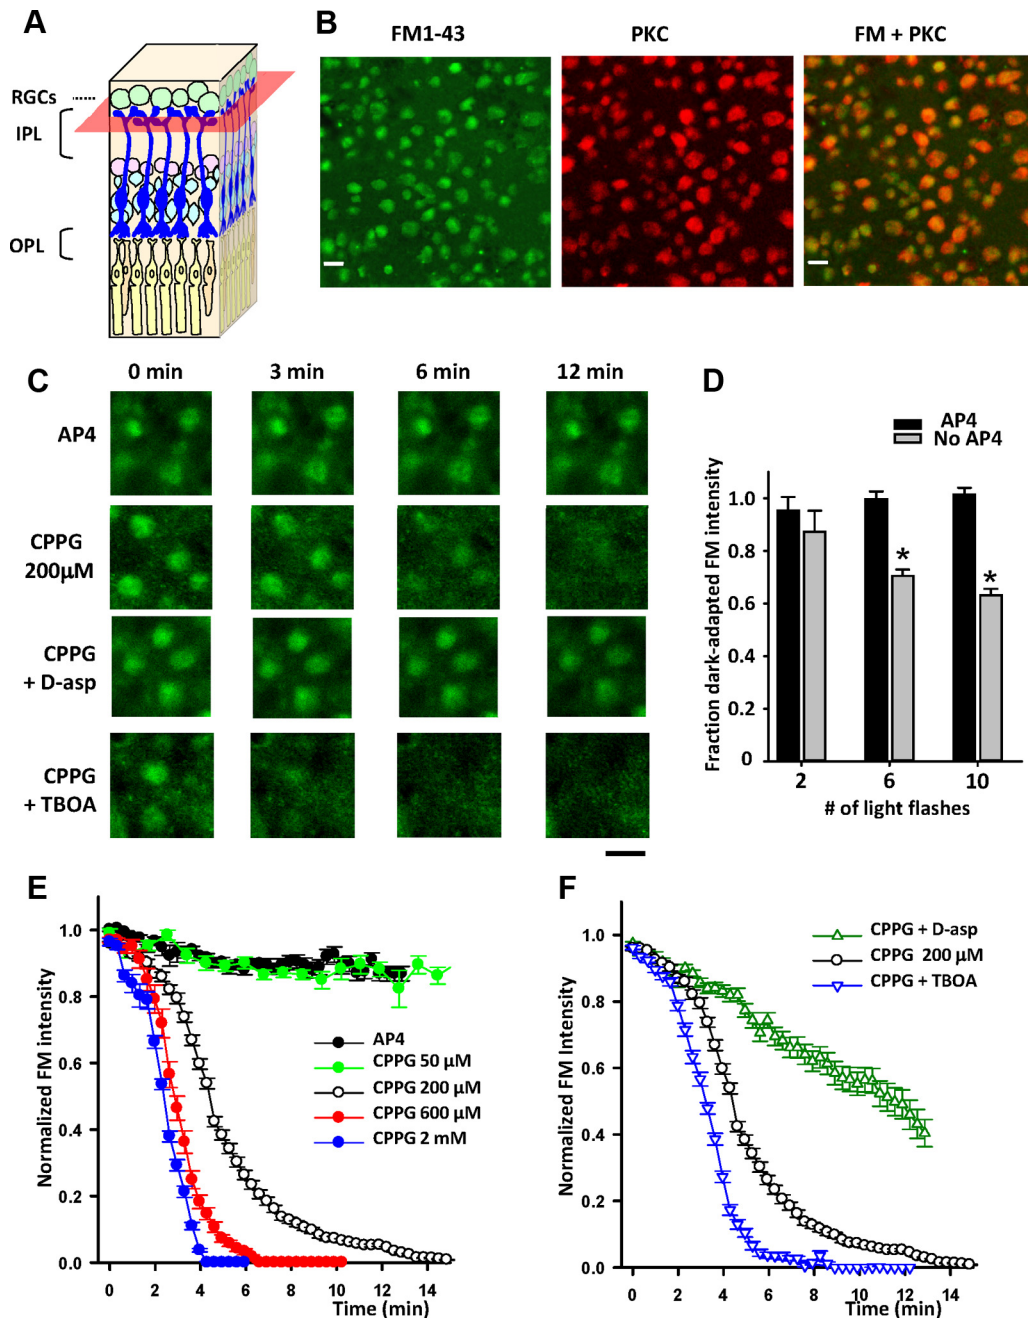 A
RGCs
IPL
OPL
B
FM1-43
PKC
FM + PKC
C
0 min
3 min
6 min
12 min
AP4
CPPG
200µM
CPPG
+ D-asp
CPPG
+ TBOA
D
AP4
No AP4
Fraction dark-adapted FM intensity
1.0
0.8
0.6
0.4
0.2
0
*
*
2
6
10
# of light flashes
E
Normalized FM Intensity
1.0
0.8
0.6
0.4
0.2
0.0
AP4
CPPG 50 µM
CPPG 200 µM
CPPG 600 µM
CPPG 2 mM
0
2
4
6
8
10
12
14
Time (min)
F
Normalized FM Intensity
1.0
0.8
0.6
0.4
0.2
0.0
CPPG + D-asp
CPPG 200 µM
CPPG + TBOA
0
2
4
6
8
10
12
14
Time (min)